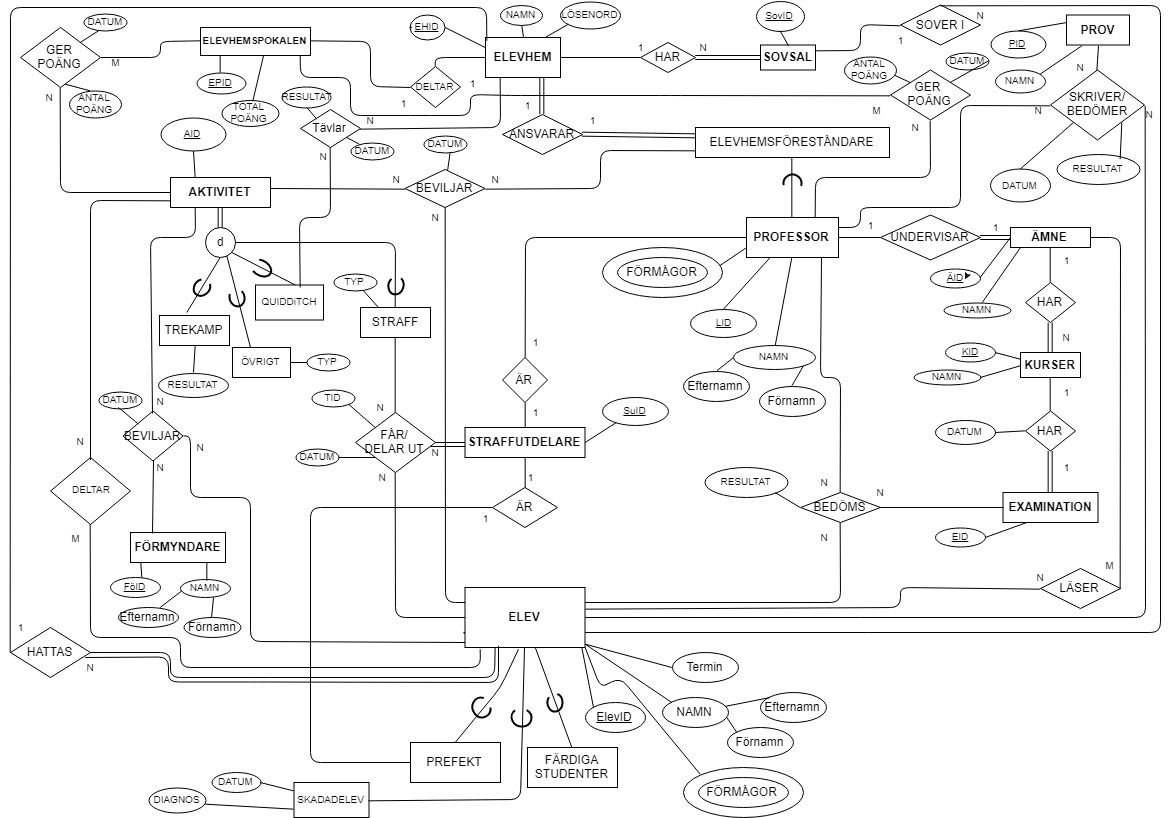 DATUM
GER
POÄNG
M
N
ANTAL
POÄNG
ELEVHEMSPOKALEN
EPID
TOTAL
POÄNG
EHID
NAMN
LÖSENORD
ELEVHEM
1
HAR
N
SovID
SOVSAL
SOVER I
N
1
PROV
PID
NAMN
N
DELTAR
1
1
ANTAL
POÄNG
DATUM
GER
POÄNG
M
N
SKRIVER/
BEDÖMER
N
N
DATUM
RESULTAT
RESULTAT
Tävlar
N
DATUM
N
1
ANSVARAR
1
ELEVHEMSFÖRESTÅNDARE
AID
AKTIVITET
DATUM
N
BEVILJAR
N
N
d
TREKAMP
RESULTAT
ÖVRIGT
TYP
QUIDDITCH
TYP
STRAFF
PROFESSOR
1
UNDERVISAR
1
ÄMNE
FÖRMÅGOR
LID
NAMN
Efternamn
Förnamn
ÄID
NAMN
1
HAR
N
KID
NAMN
KURSER
1
HAR
DATUM
1
EXAMINATION
EID
1
ÄR
1
SuID
STRAFFUTDELARE
1
ÄR
1
TID
N
FÅR/
DELAR UT
N
DATUM
N
DATUM
N
BEVILJAR
N
N
N
DELTAR
M
FÖRMYNDARE
FöID
NAMN
Efternamn
Förnamn
RESULTAT
N
BEDÖMS
N
N
N
M
LÄSER
ELEV
1
HATTAS
N
Termin
ElevID
NAMN
Efternamn
Förnamn
FÖRMÅGOR
PREFEKT
FÄRDIGA
STUDENTER
DATUM
DIAGNOS
SKADADELEV